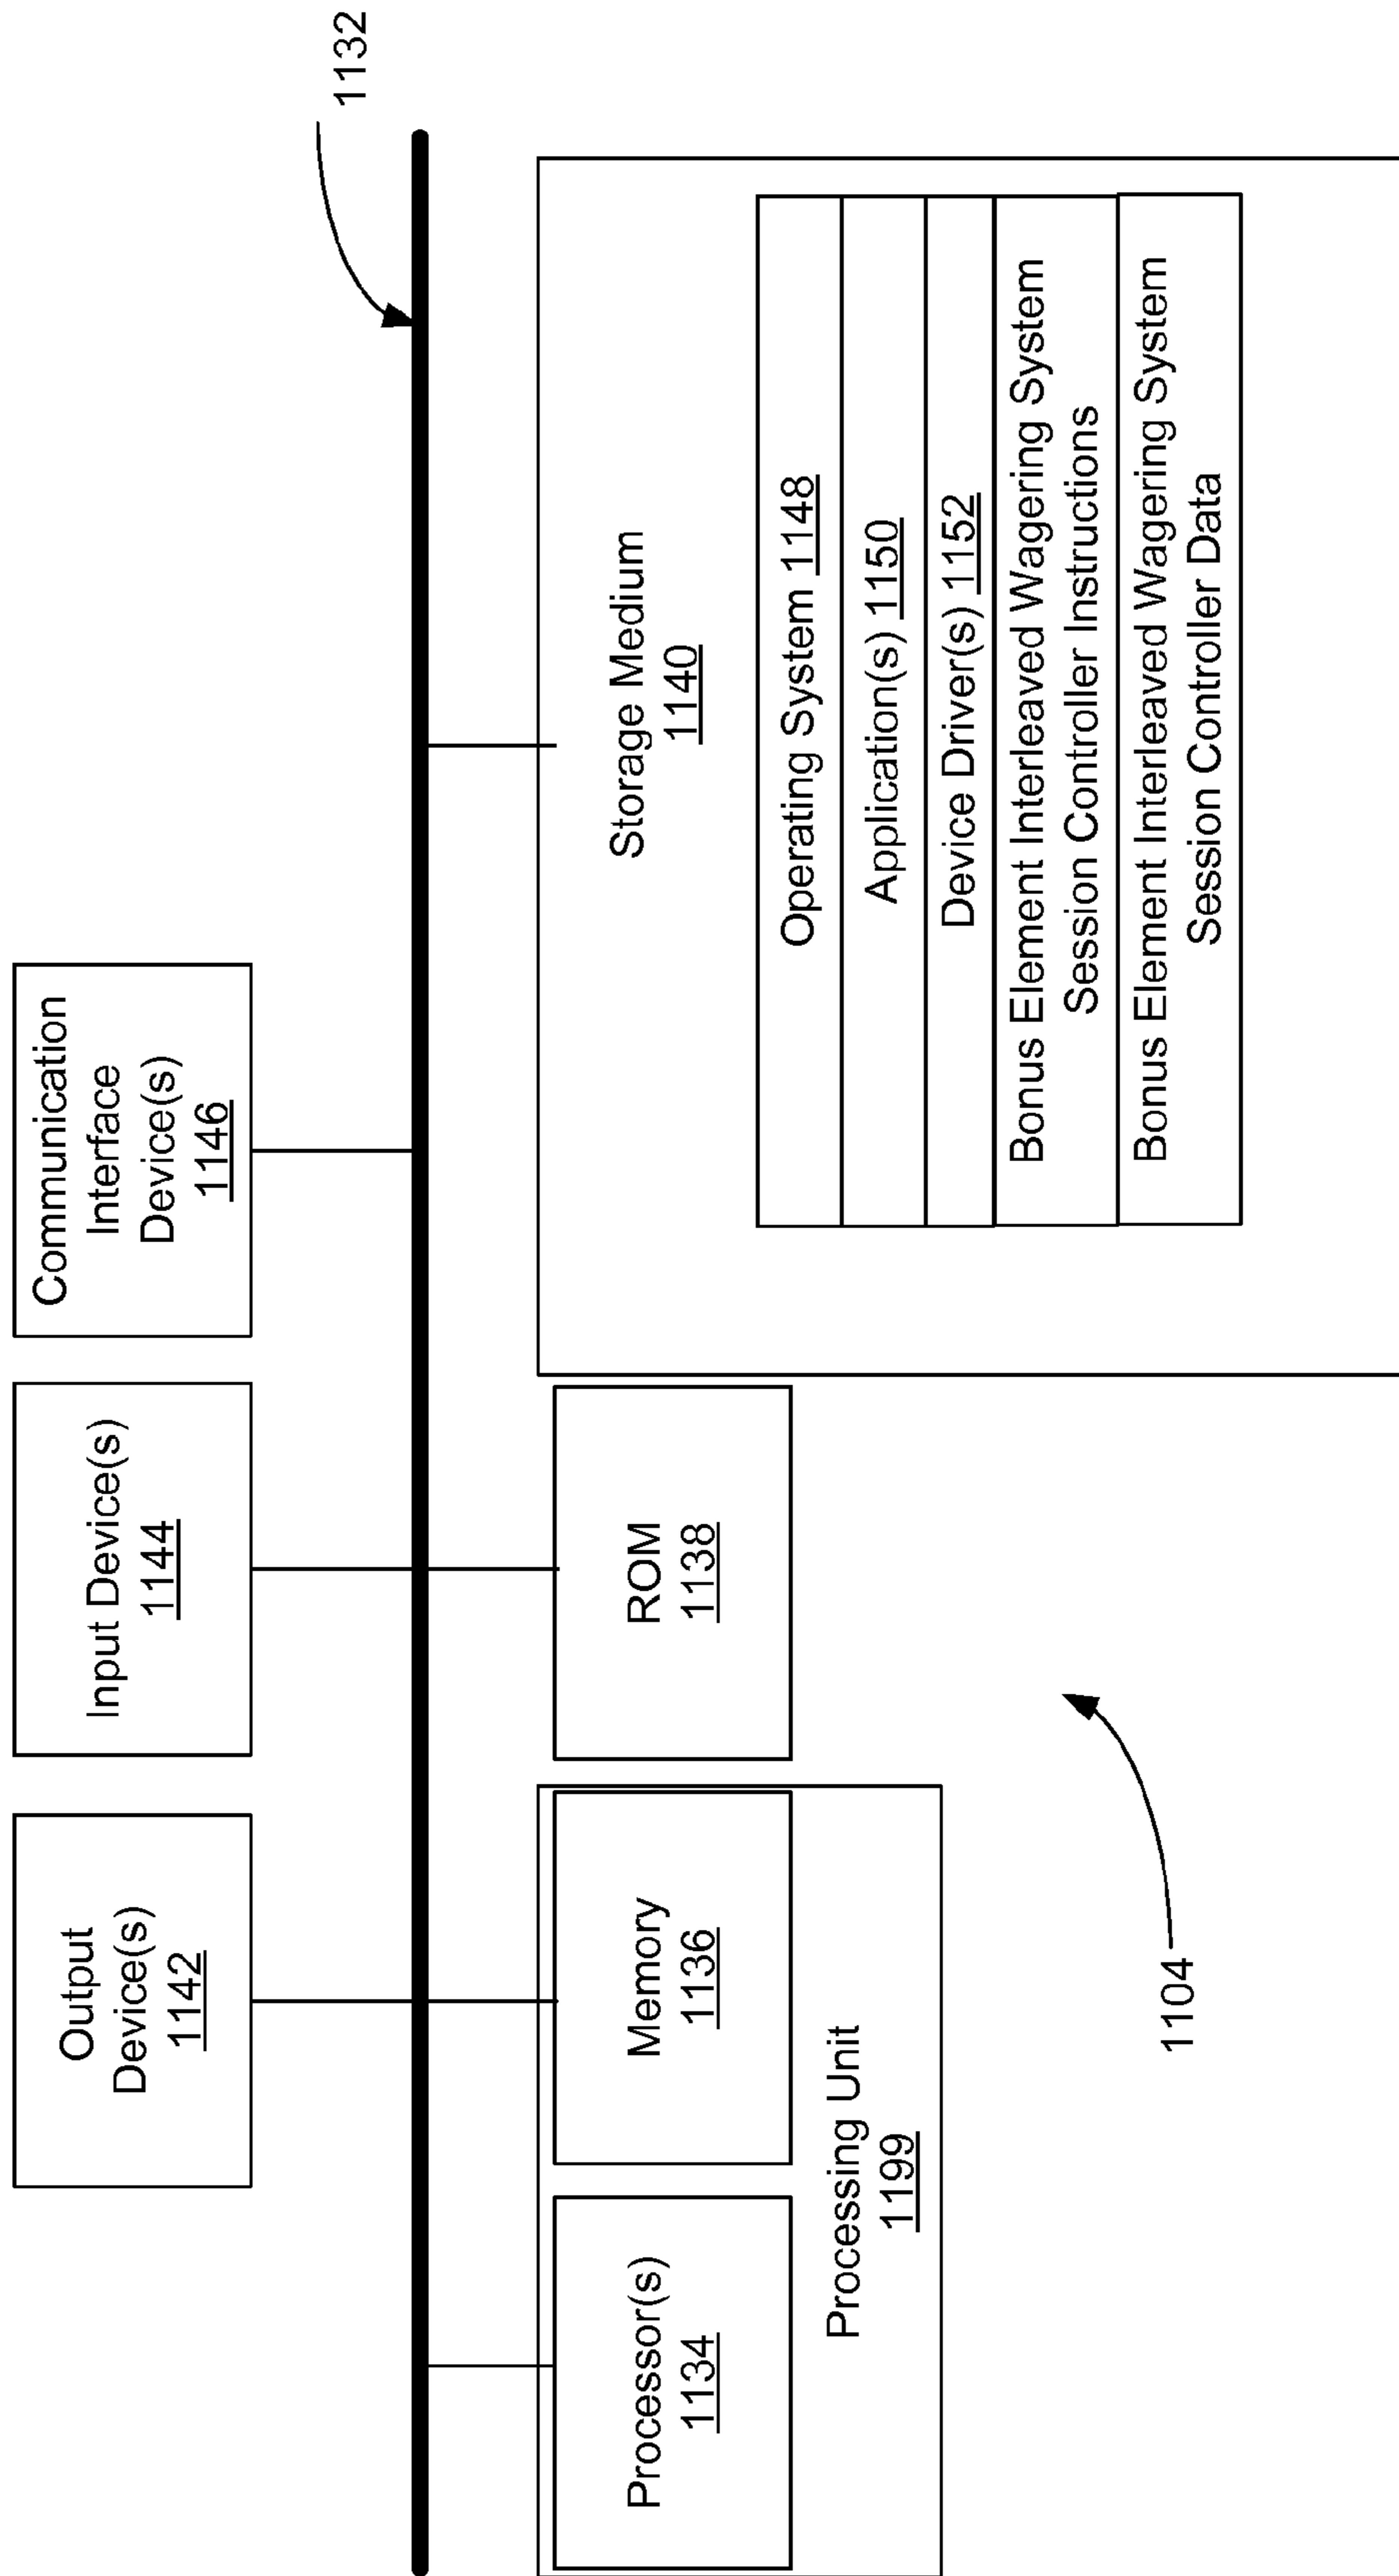 Output
Device(s)
1142
Input Device(s)
1144
Communication
Interface
Device(s)
1146
1132
Processor(s)
1134
Memory
1136
Processing Unit
1199
ROM
1138
Storage Medium
1140
Operating System 1148
Application(s) 1150
Device Driver(s) 1152
Bonus Element Interleaved Wagering System
Session Controller Instructions
Bonus Element Interleaved Wagering System
Session Controller Data
1104